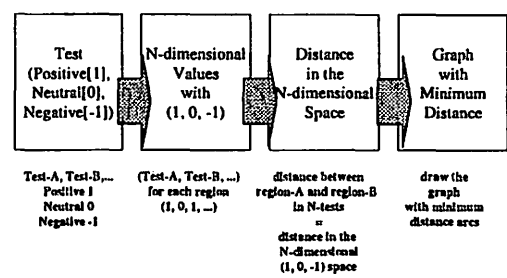 Test
(Positive[1],
Neutral[0],
Negative[-1])
N-dimensional
Values
with
(1, 0, -1)
Distance
in the
N-dimensional
Space
Graph
with
Minimum
Distance
Test-A, Test-B,...
Positive 1
Neutral 0
Negative -1
(Test-A, Test-B, ...)
for each region
(1, 0, 1, ...)
distance between
region-A and region-B
in N-tests
=
distance in the
N-dimensional
(1, 0, -1) space
draw the
graph
with minimum
distance arcs